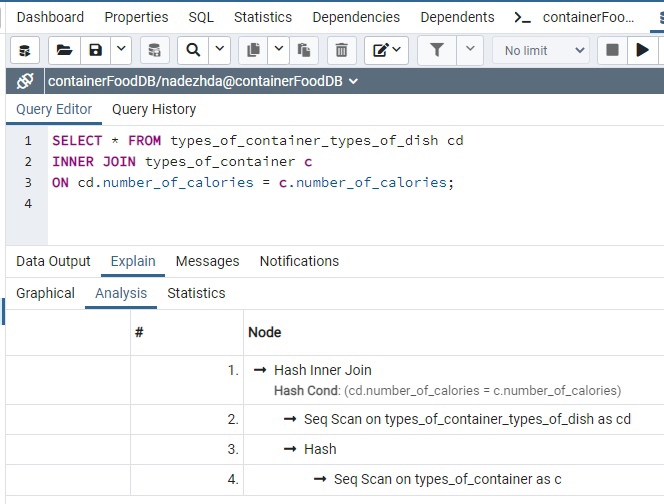 Dashboard Properties SQL Statistics Dependencies Dependents containerFoo...
No limit
containerFoodDB/nadezhda@containerFoodDB
Query Editor Query History
1 SELECT * FROM types_of_container_types_of_dish cd
2 INNER JOIN types_of_container c
3 ON cd.number_of_calories = c.number_of_calories;
4
Data Output Explain Messages Notifications
Graphical Analysis Statistics
# Node
1. → Hash Inner Join
Hash Cond: (cd.number_of_calories = c.number_of_calories)
2. → Seq Scan on types_of_container_types_of_dish as cd
3. → Hash
4. → Seq Scan on types_of_container as c